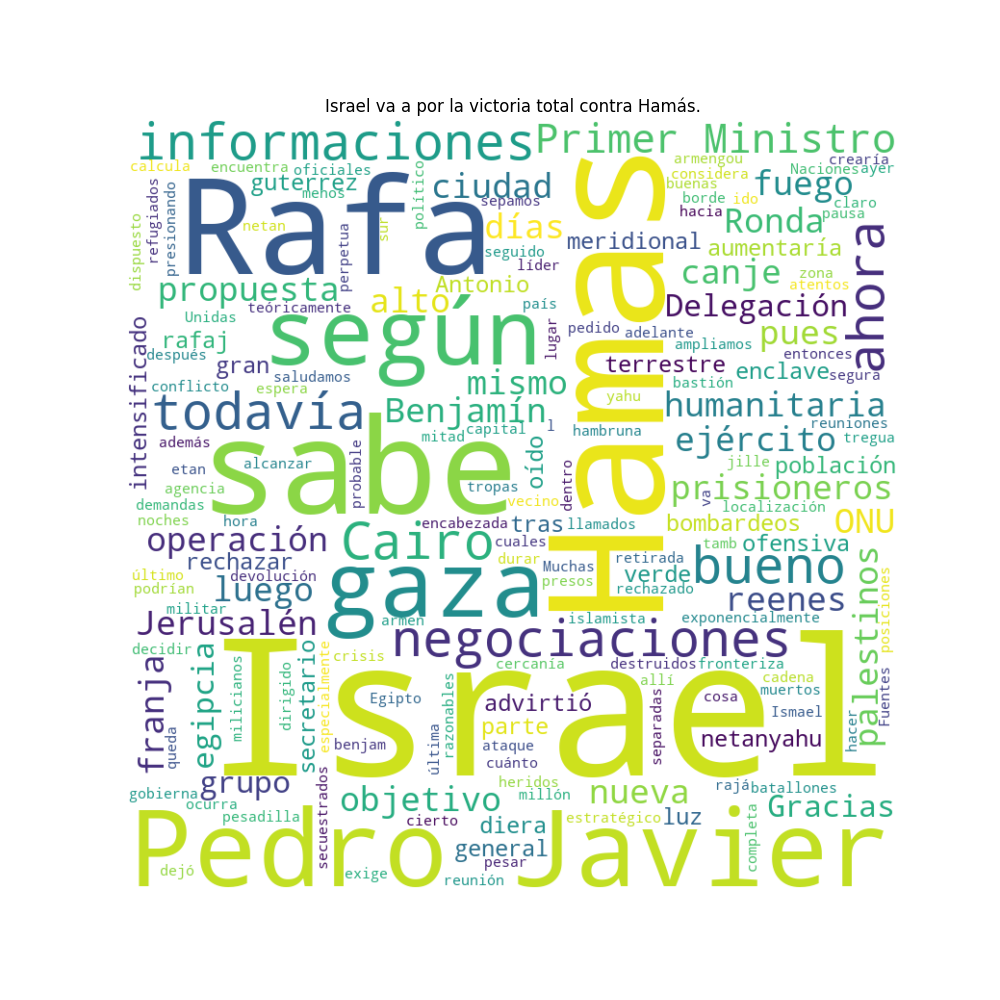 Israel va a por la victoria total contra Hamás.
informaciones
Primer Ministro
calcula
encuentra
oficiales
político
armengou
considera
Naciones
ayer
crearía
gutérrez
menos
ciudad
sepamos
buenas
borde
ido
fuego
claro
pausa
hacia
refugiados
presionando
Rafa
perpetua
netan
sur
días
Hamas
Ronda
dispuesto
seguido
meridional
aumentaría
ahora
líder
propuesta
Antonio
canje
zona
atentos
teóricamente
alto
país
Delegación
Unidas
según
lugar
pedido
adelante
pues
rafaj
ampliamos
entonces
después
gran
terrestre
enclave
segura
intensificado
saludamos
mismo
bastión
conflicto
espera
yahu
humanitaria
todavía
Benjamín
l
reuniones
además
mitad
capital
oído
hambruna
ejército
tregua
sabe
probable
etan
alcanzar
dentro
jille
población
agencia
tropas
prisioneros
va
demandas
vecino
localización
noches
hora
encabezada
tras
llamados
bombardeos
ONU
operación
Cairo
cuales
tamb
ofensiva
rechazar
durar
Muchas
retirada
último
devolución
gaza
presos
verde
bueno
podrían
luego
rechazado
reenes
palestinos
posiciones
militar
armen
islamista
exponencialmente
Jerusalén
negociaciones
decidir
egipcia
secretario
especialmente
crisis
cercanía
destruidos
fronteriza
franja
milicianos
dirigido
Israel
allí
cadena
muertos
Fuentes
Egipto
razonables
advirtió
separadas
cosa
Ismael
hacer
queda
parte
última
netanyahu
benjam
ataque
cuánto
grupo
secuestrados
heridos
rajá
batallones
gobierna
millón
nueva
ocurra
objetivo
Gracias
pesadilla
cierto
diera
estratégico
luz
Pedro Javier
general
completa
pesar
dejó
exige
reunión